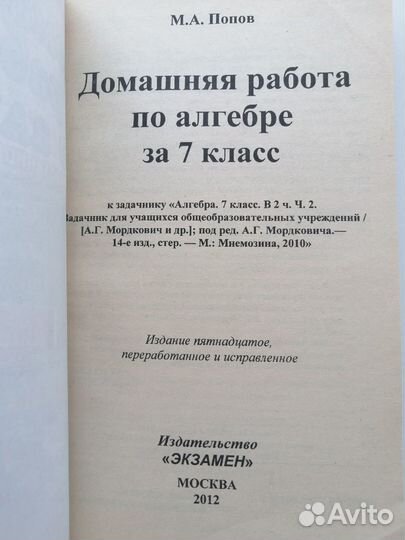 М.А. Попов
Домашняя работа
по алгебре
за 7 класс
к задачнику «Алгебра. 7 класс. В 2 ч. Ч. 2.
Задачник для учащихся общеобразовательных учреждений /
[А.Г. Мордкович и др.]; под ред. А.Г. Мордковича.—
14-е изд., стер. — М.: Мнемозина, 2010»
Издание пятнадцатое,
переработанное и исправленное
Издательство
«ЭКЗАМЕН»
МОСКВА
2012
Avito